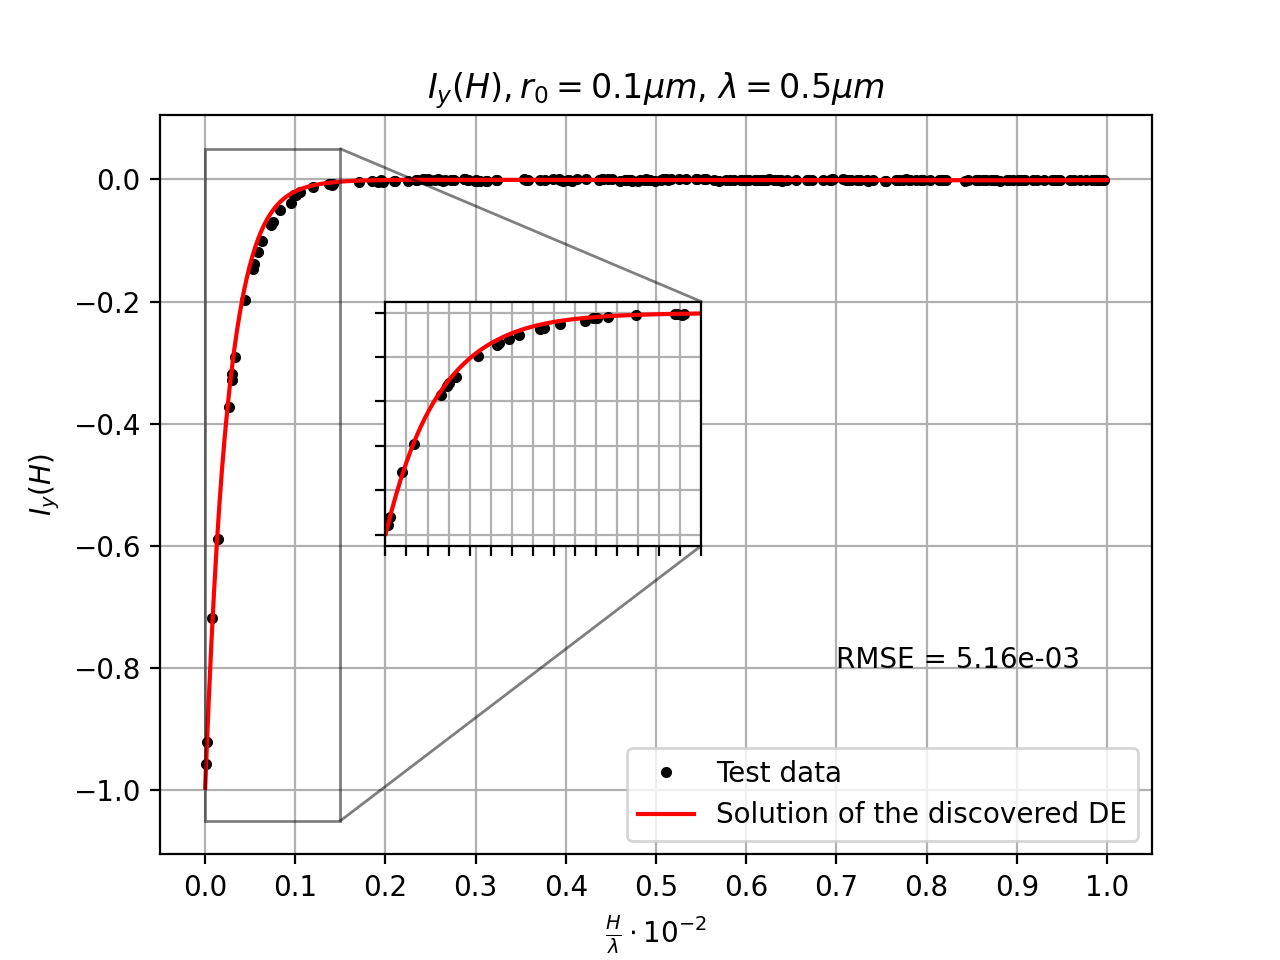 I_y(H), r_0 = 0.1μm, λ = 0.5μm
I_y(H)
0.0
−0.2
−0.4
−0.6
−0.8
−1.0
RMSE = 5.16e-03
Test data
Solution of the discovered DE
0.0 0.1 0.2 0.3 0.4 0.5 0.6 0.7 0.8 0.9 1.0
H/λ · 10⁻²